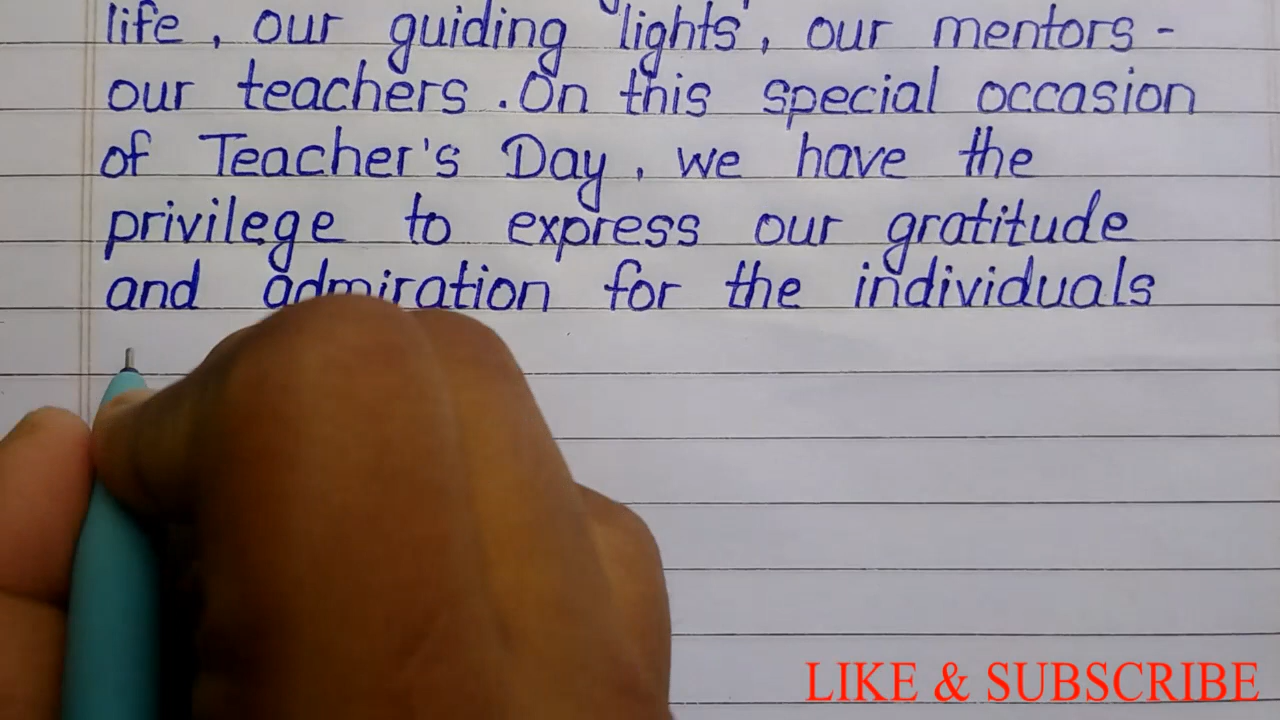 life , our guiding 'lights', our mentors -
our teachers . On this special occasion
of Teacher's Day , we have the
privilege to express our gratitude
and admiration for the individuals
LIKE & SUBSCRIBE